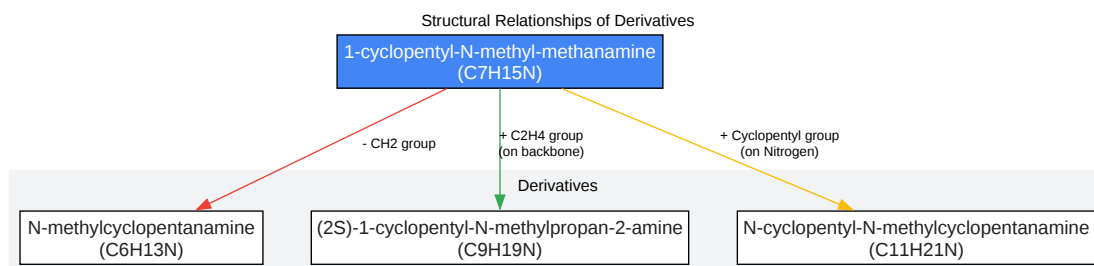 Structural Relationships of Derivatives
1-cyclopentyl-N-methyl-methanamine
(C7H15N)
- CH2 group
+ C2H4 group
(on backbone)
+ Cyclopentyl group
(on Nitrogen)
Derivatives
N-methylcyclopentanamine
(C6H13N)
(2S)-1-cyclopentyl-N-methylpropan-2-amine
(C9H19N)
N-cyclopentyl-N-methylcyclopentanamine
(C11H21N)